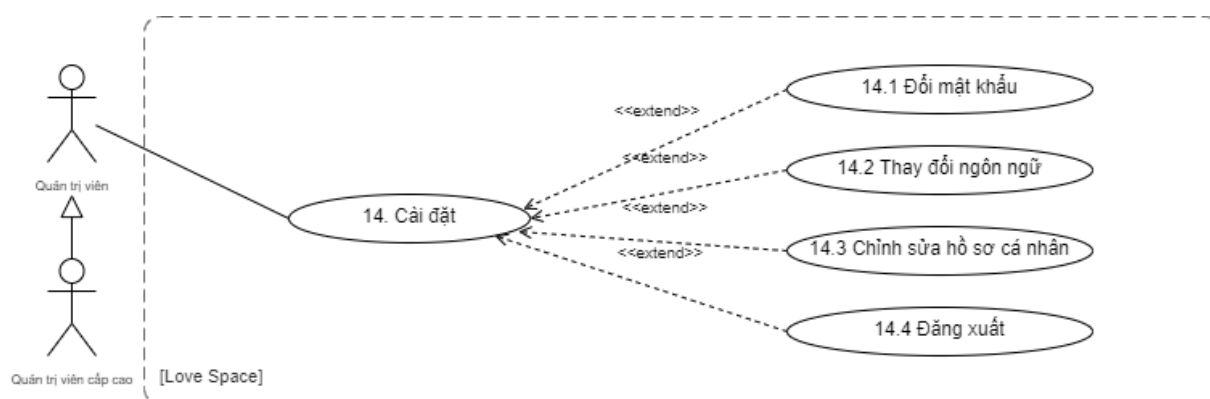 14.1 Đổi mật khẩu
<<extend>>
Quản trị viên
<<extend>>
14.2 Thay đổi ngôn ngữ
14. Cài đặt
<<extend>>
<<extend>>
14.3 Chỉnh sửa hồ sơ cá nhân
14.4 Đăng xuất
Quản trị viên cấp cao
[Love Space]